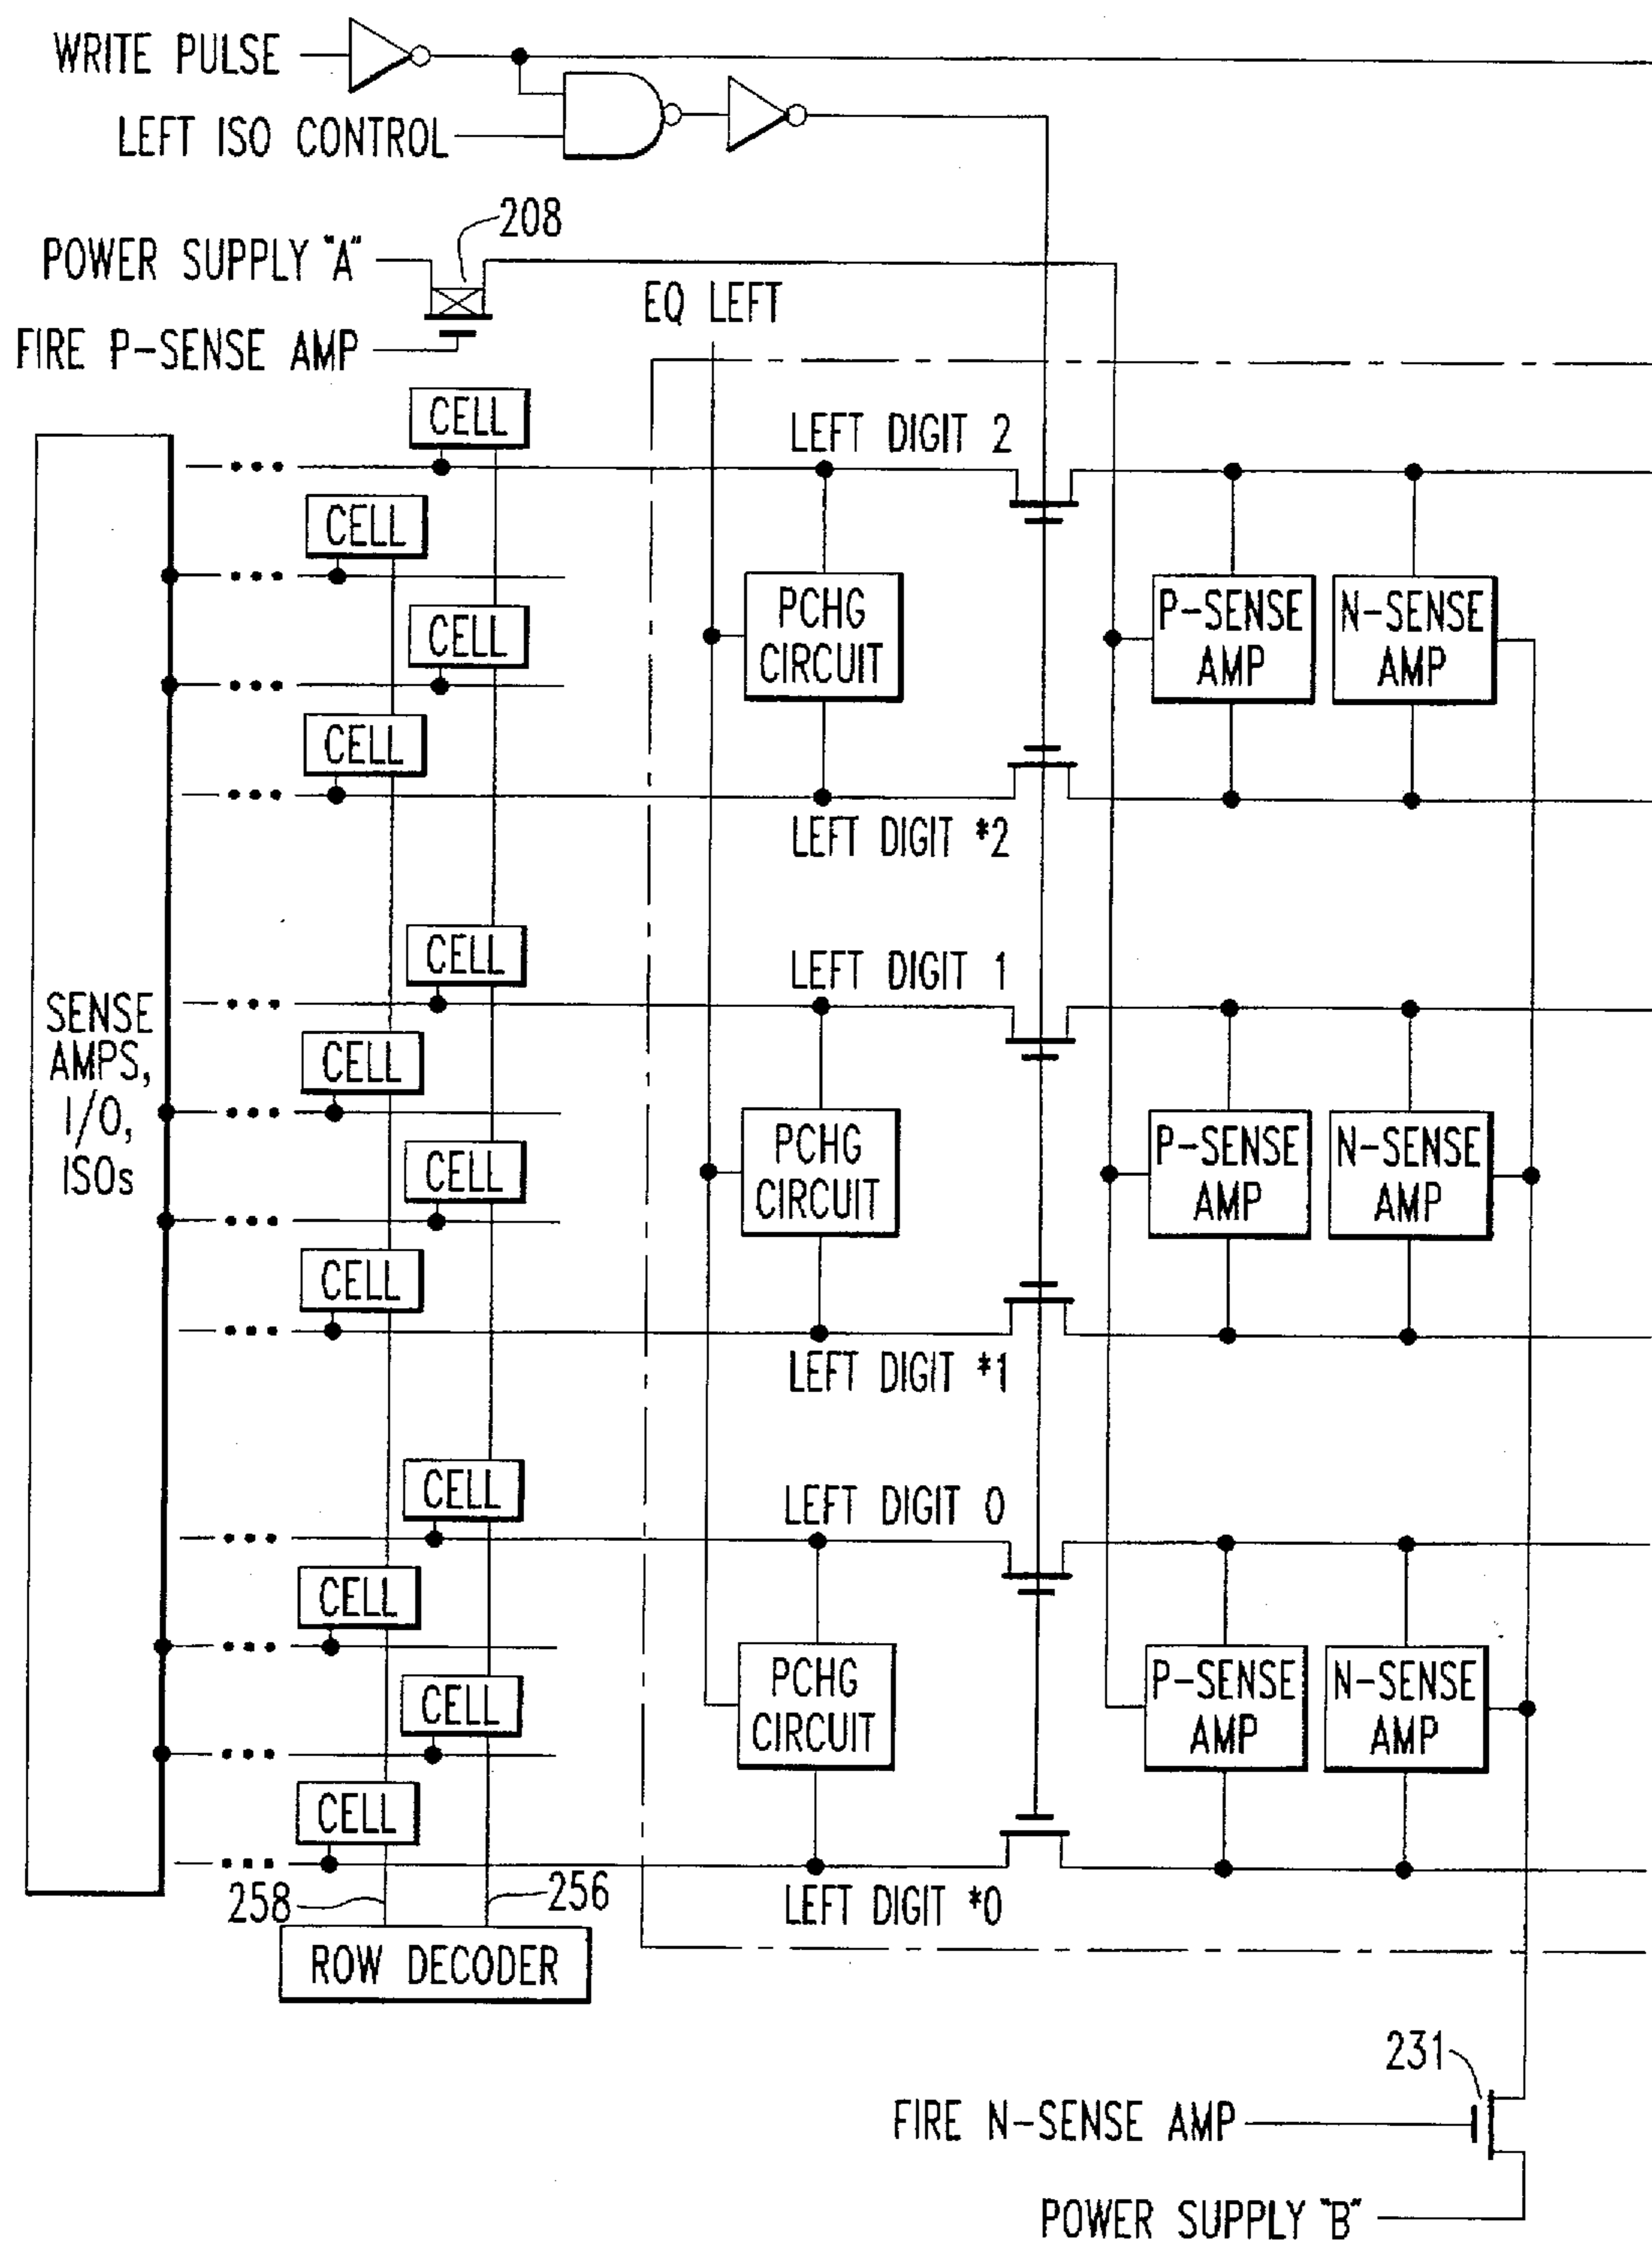 WRITE PULSE
LEFT ISO CONTROL
208
POWER SUPPLY "A"
EQ LEFT
FIRE P-SENSE AMP
CELL
LEFT DIGIT 2
CELL
CELL
PCHG
CIRCUIT
P-SENSE
AMP
N-SENSE
AMP
CELL
LEFT DIGIT *2
CELL
LEFT DIGIT 1
SENSE
AMPS,
I/O,
ISOs
CELL
CELL
PCHG
CIRCUIT
P-SENSE
AMP
N-SENSE
AMP
CELL
LEFT DIGIT *1
CELL
LEFT DIGIT 0
CELL
CELL
PCHG
CIRCUIT
P-SENSE
AMP
N-SENSE
AMP
CELL
258
256
LEFT DIGIT *0
ROW DECODER
231
FIRE N-SENSE AMP
POWER SUPPLY "B"